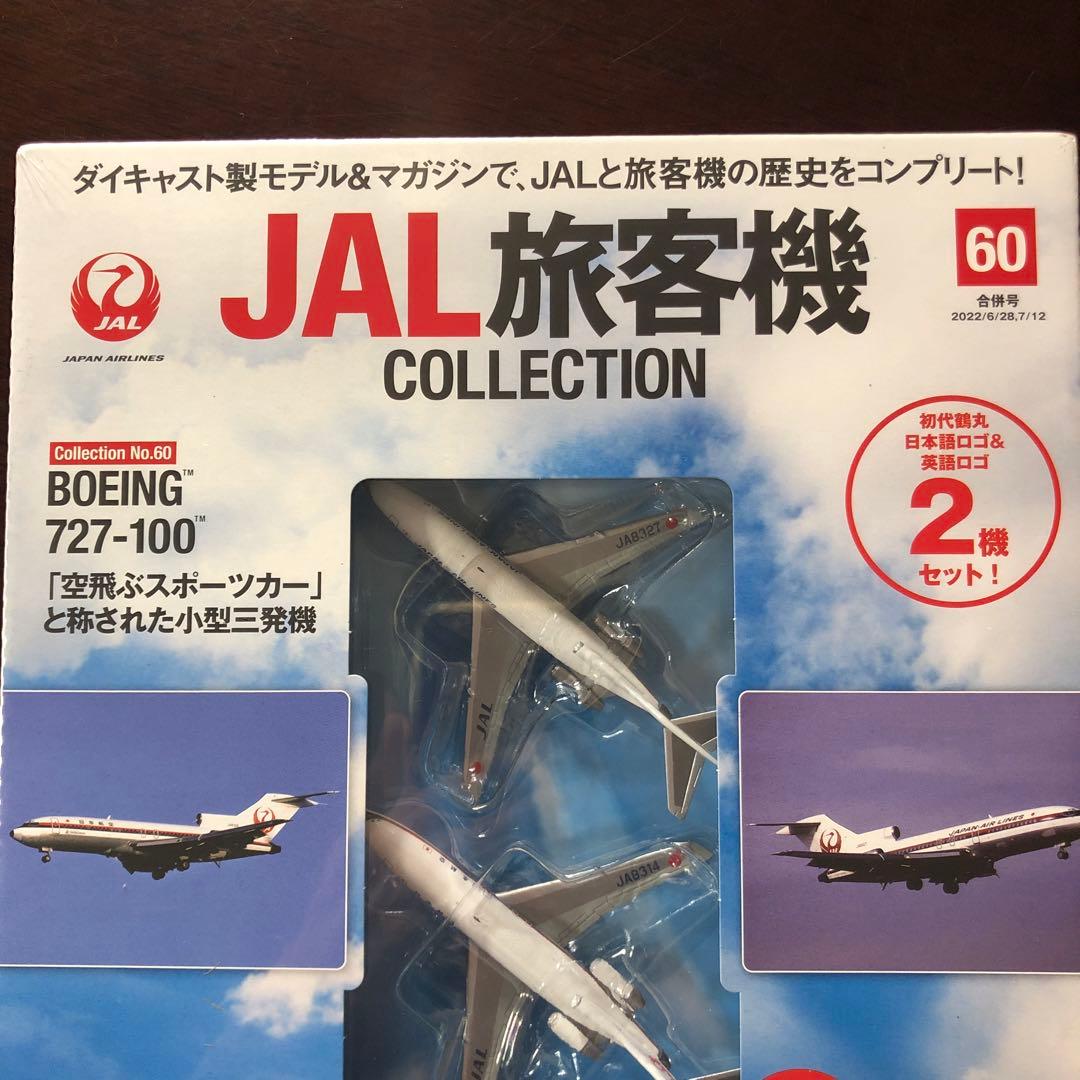 ダイキャスト製モデル&マガジンで、JALと旅客機の歴史をコンプリート!
JAL旅客機
COLLECTION
JAL
JAPAN AIRLINES
60
合併号
2022/6/28,7/12
初代鶴丸
日本語ロゴ&
英語ロゴ
2機
セット!
Collection No.60
BOEING™
727-100™
「空飛ぶスポーツカー」
と称された小型三発機
JA8327
JAL
JA8314
JAL
日本航空
JAPAN AIR LINES